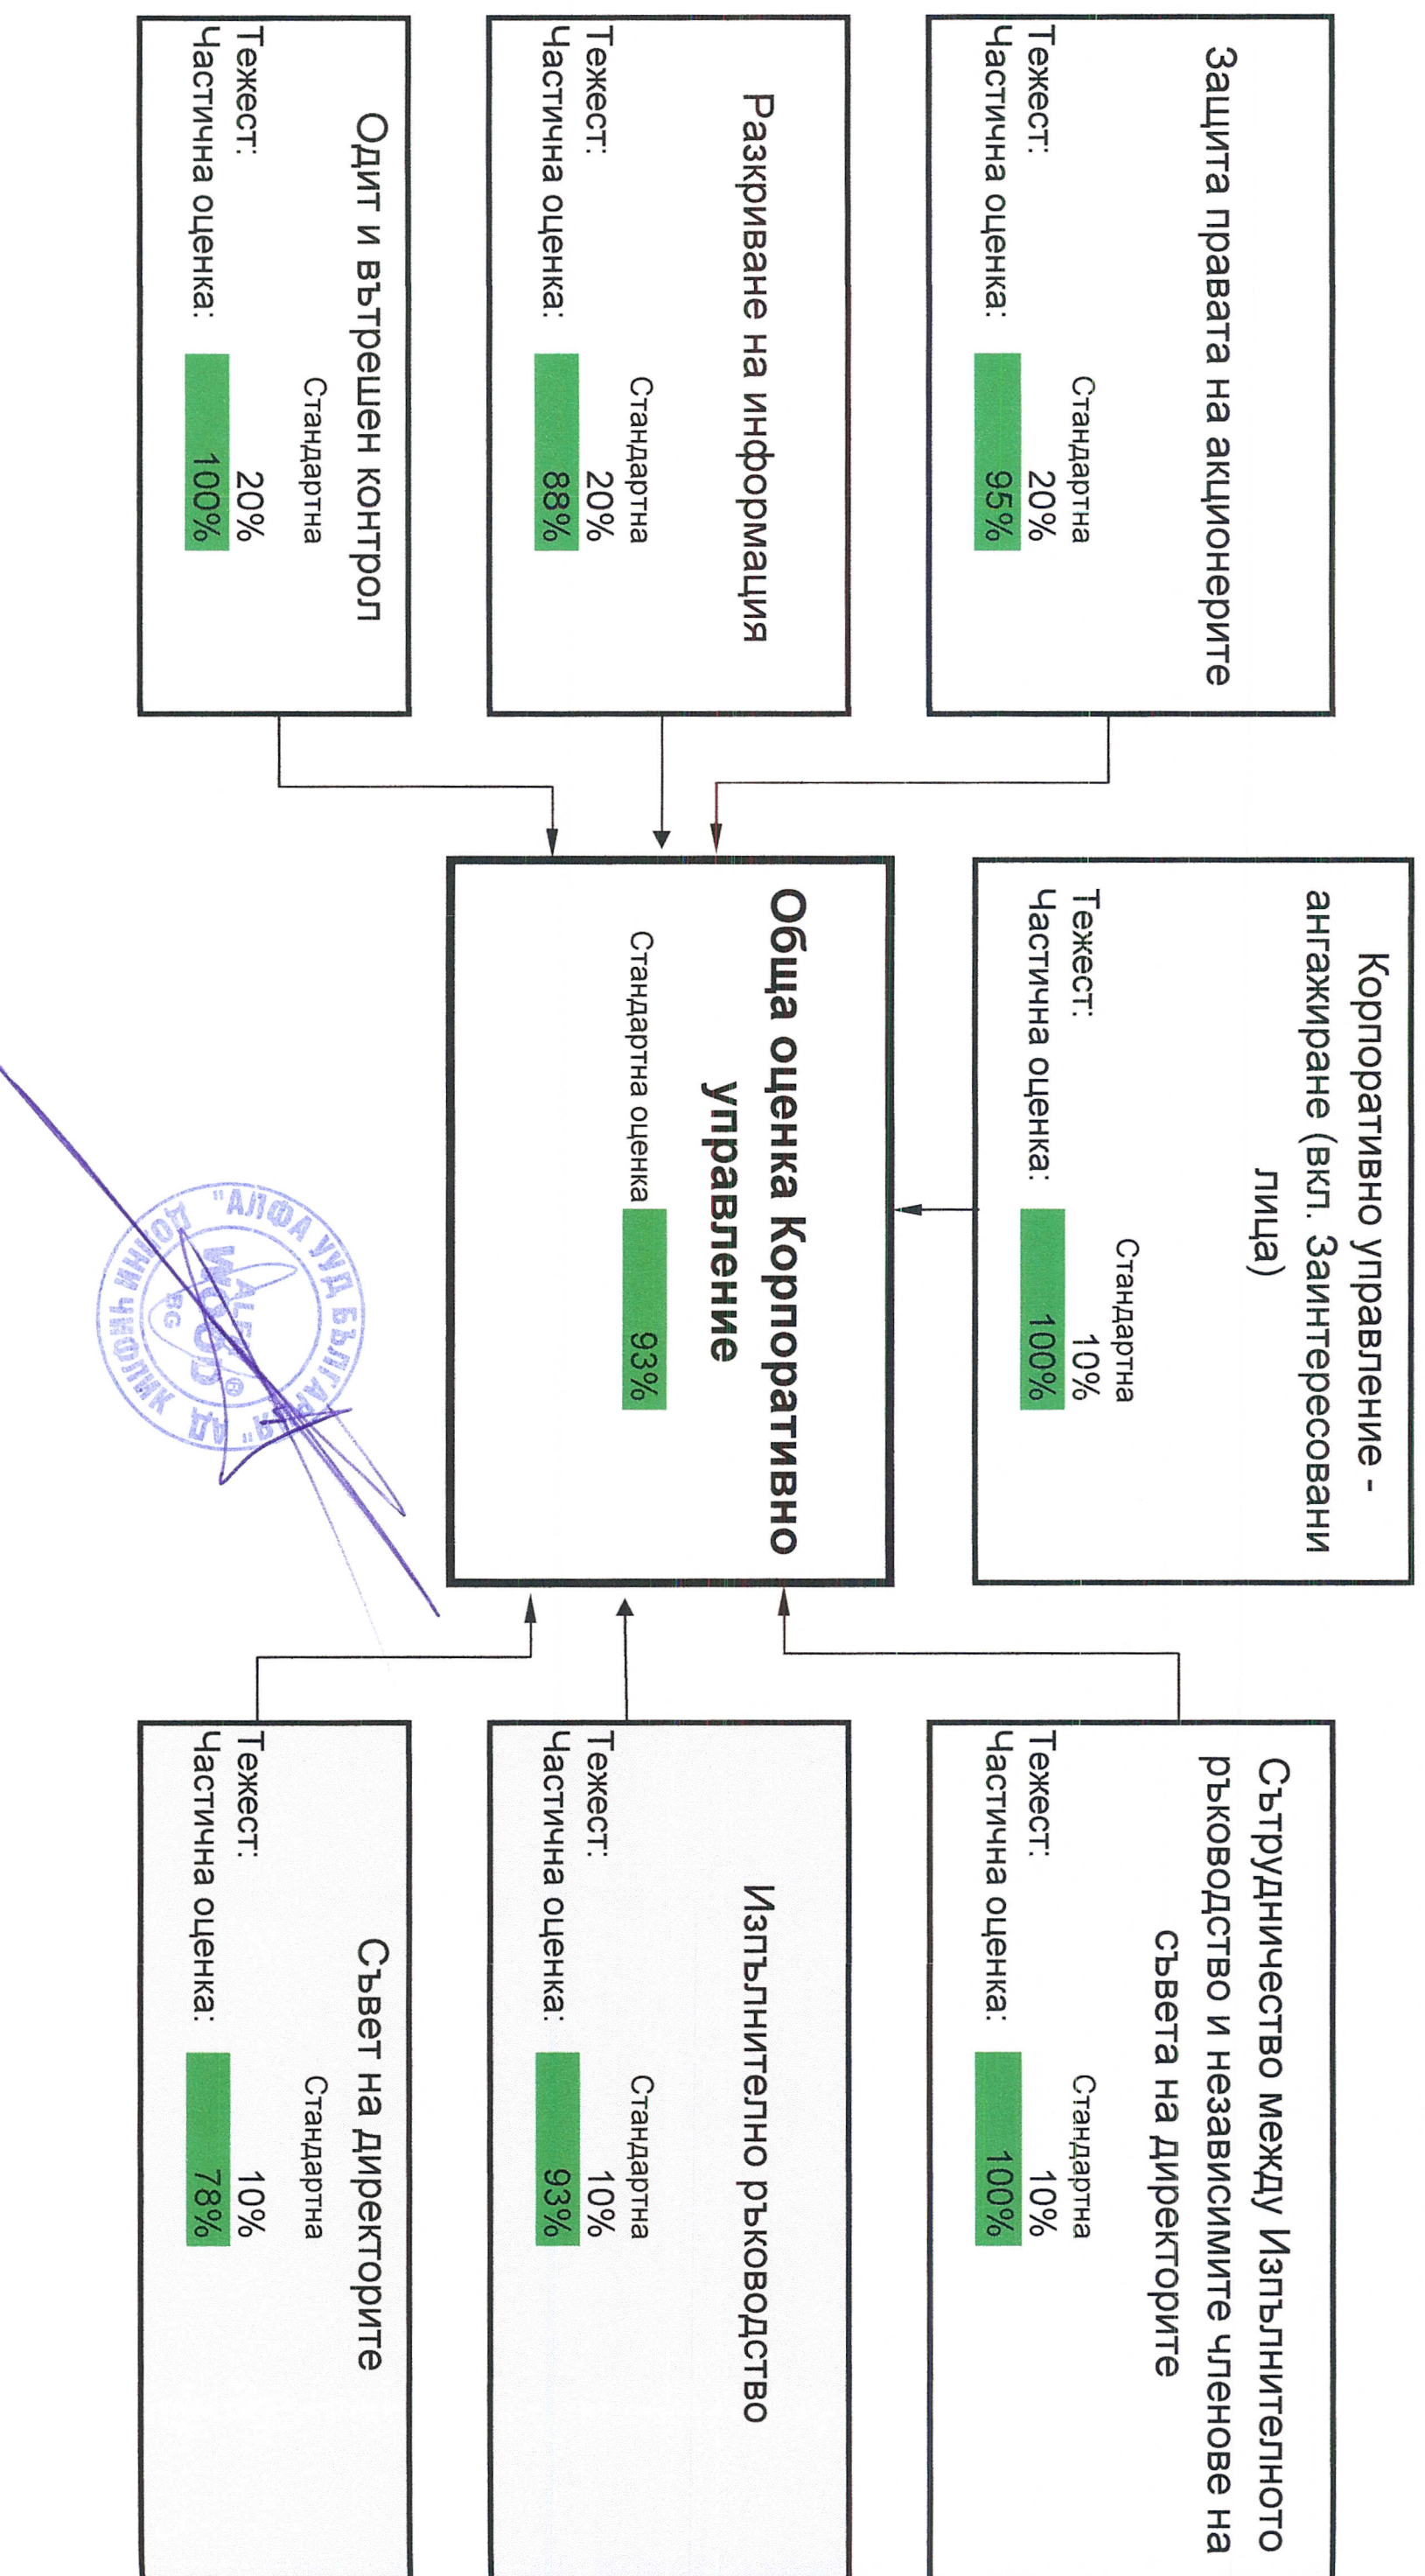 Корпоративно управление -
ангажиране (вкл. Заинтересовани
лица)
Стандартна
Тежест: 10%
Частична оценка: 100%
Защита правата на акционерите
Стандартна
Тежест: 20%
Частична оценка: 95%
Разкриване на информация
Стандартна
Тежест: 20%
Частична оценка: 88%
Одит и вътрешен контрол
Стандартна
Тежест: 20%
Частична оценка: 100%
Обща оценка Корпоративно
управление
Стандартна оценка 93%
Сътрудничество между Изпълнителното
ръководство и независимите членове на
съвета на директорите
Стандартна
Тежест: 10%
Частична оценка: 100%
Изпълнително ръководство
Стандартна
Тежест: 10%
Частична оценка: 93%
Съвет на директорите
Стандартна
Тежест: 10%
Частична оценка: 78%
"АЛФА УУД БЪЛГАРИЯ" АД
WOOD®
BG